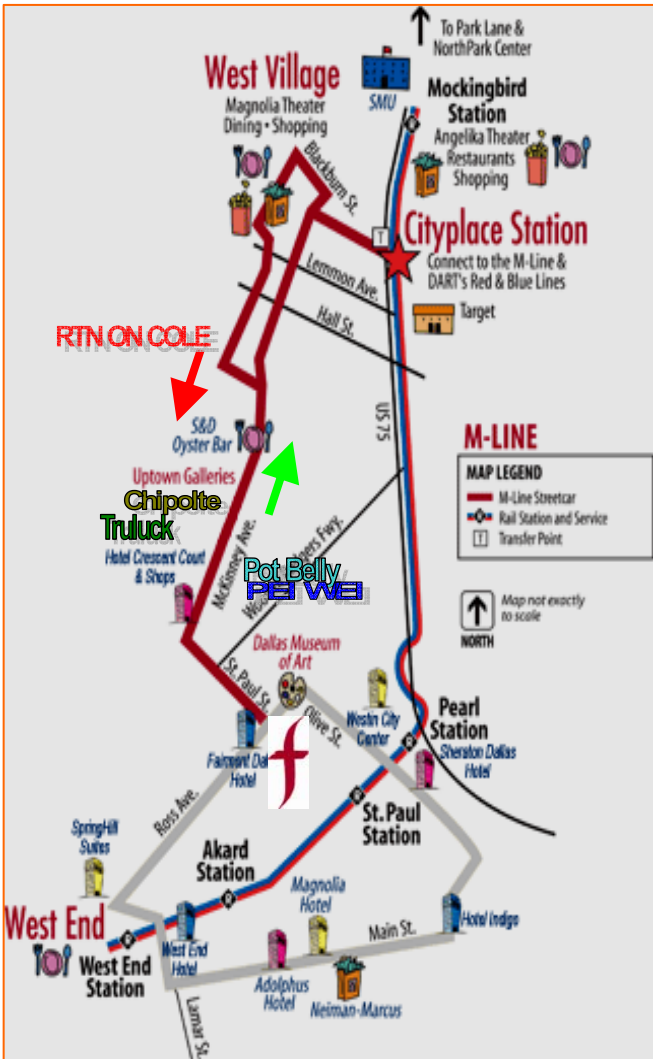 To Park Lane &
NorthPark Center
West Village
Magnolia Theater
Dining • Shopping
SMU
Mockingbird
Station
Angelika Theater
Restaurants
Shopping
Blackburn St.
T
Cityplace Station
Connect to the M-Line &
DART's Red & Blue Lines
Lemmon Ave.
Target
Hall St.
RTN ON COLE
US 75
S&D
Oyster Bar
M-LINE
MAP LEGEND
M-Line Streetcar
R Rail Station and Service
T Transfer Point
Uptown Galleries
Chipolte
Truluck
Hotel Crescent Court
& Shops
McKinney Ave.
Pot Belly
PEI WEI
Map not exactly
to scale
NORTH
Dallas Museum
of Art
St. Paul St.
Olive St.
Westin City
Center
Pearl
Station
Sheraton Dallas
Hotel
Fairmont
Hotel
f
Ross Ave.
St. Paul
Station
SpringHill
Suites
Akard
Station
Magnolia
Hotel
West End
Hotel Indigo
Main St.
West End
Hotel
West End
Station
Adolphus
Hotel
Neiman-Marcus
Lamar St.